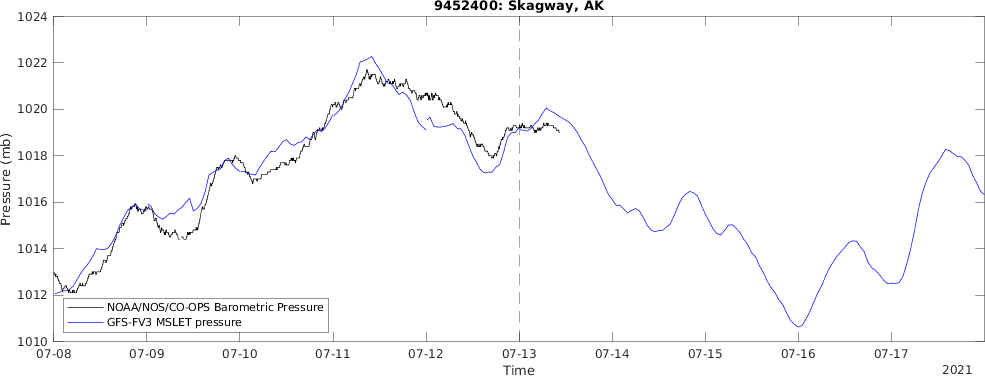 9452400: Skagway, AK
Pressure (mb)
1024
1022
1020
1018
1016
1014
1012
1010
NOAA/NOS/CO-OPS Barometric Pressure
GFS-FV3 MSLET pressure
07-08 07-09 07-10 07-11 07-12 07-13 07-14 07-15 07-16 07-17
Time
2021